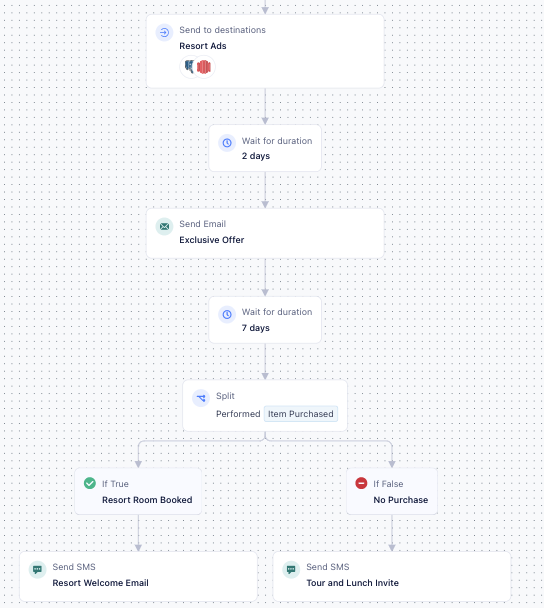 Send to destinations
Resort Ads
Wait for duration
2 days
Send Email
Exclusive Offer
Wait for duration
7 days
Split
Performed Item Purchased
If True
Resort Room Booked
If False
No Purchase
Send SMS
Resort Welcome Email
Send SMS
Tour and Lunch Invite